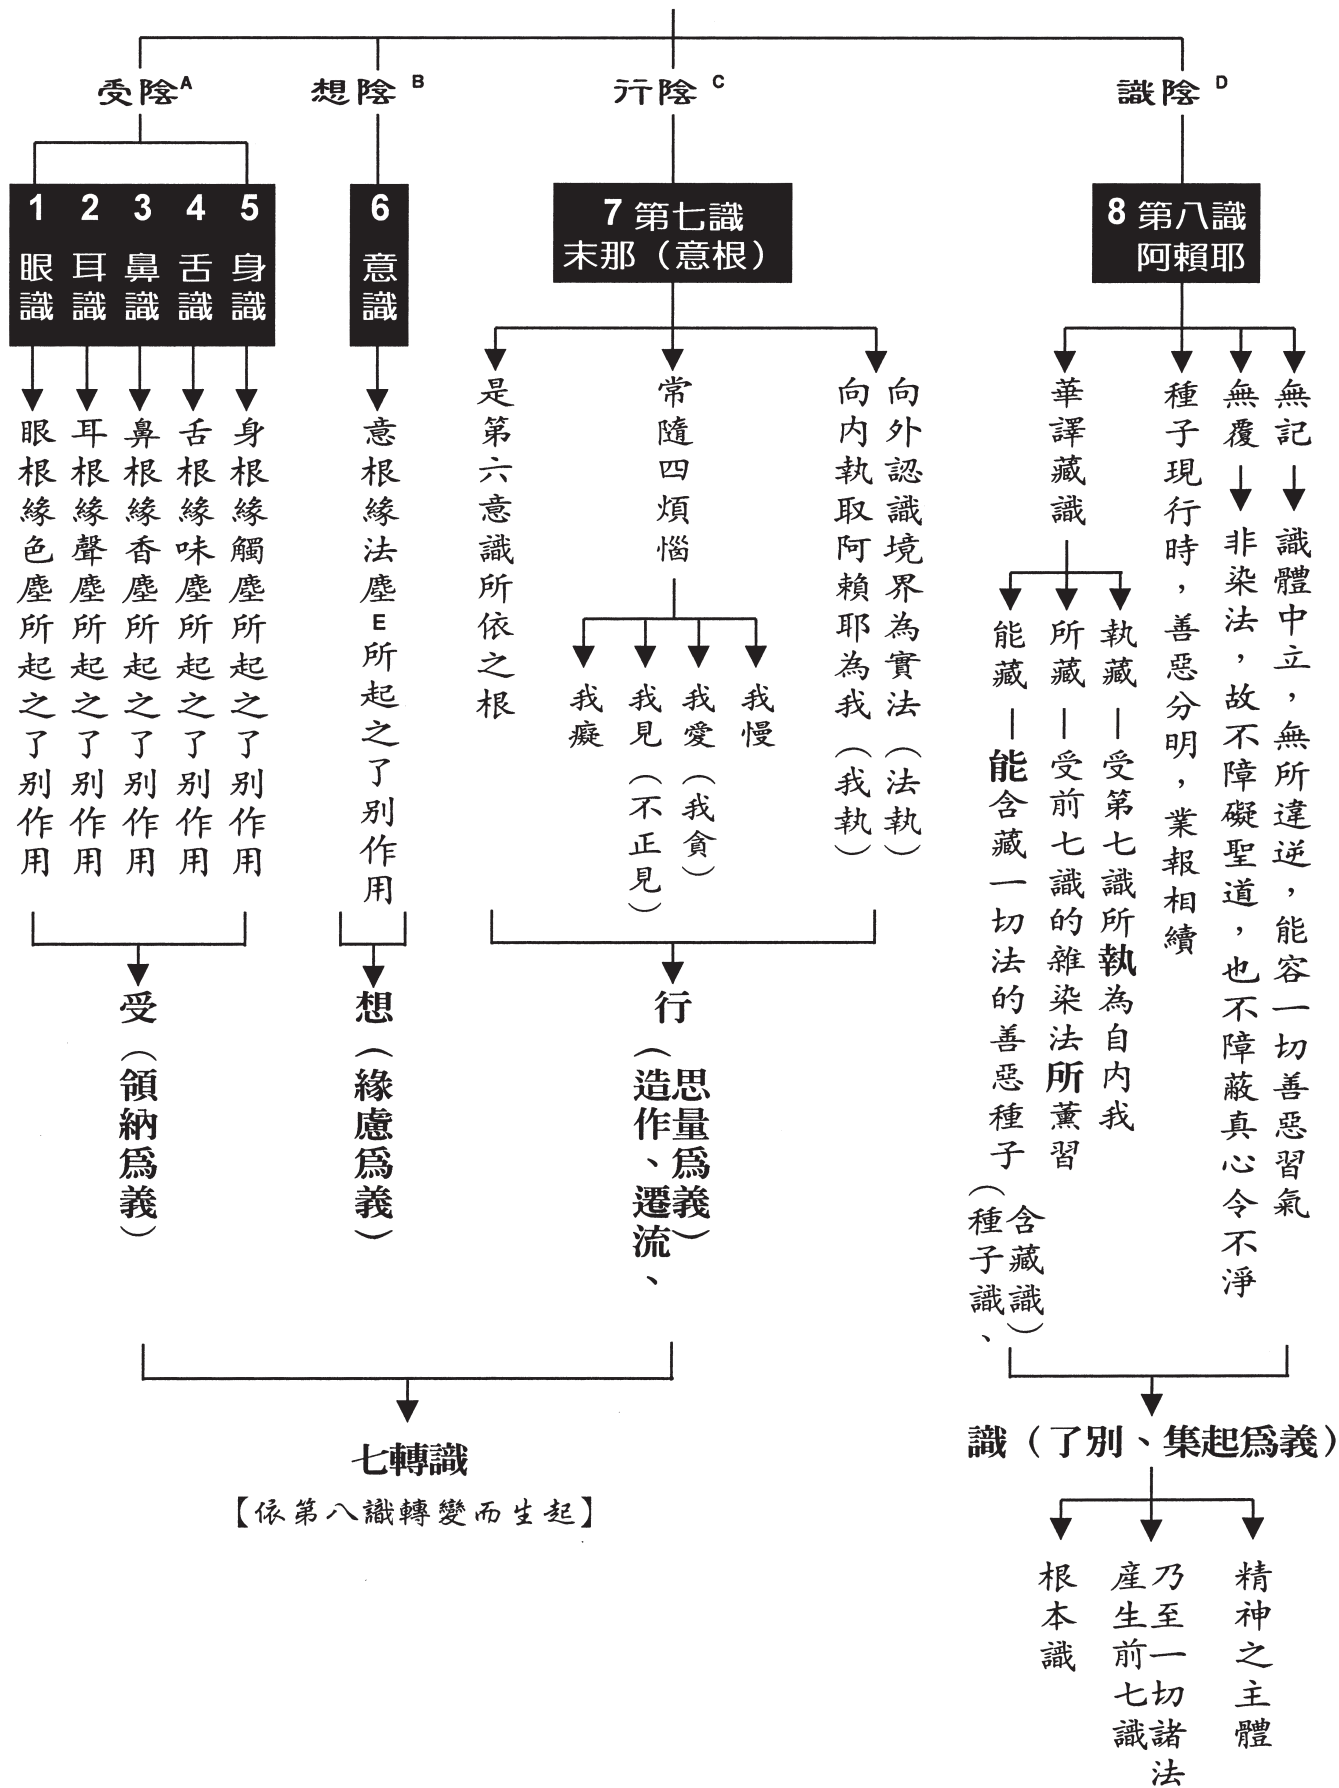 受陰A
想陰 B
行陰 C
識陰 D
1 眼識
2 耳識
3 鼻識
4 舌識
5 身識
6 意識
7 第七識
末那（意根）
8 第八識
阿賴耶
眼根緣色塵所起之了別作用
耳根緣聲塵所起之了別作用
鼻根緣香塵所起之了別作用
舌根緣味塵所起之了別作用
身根緣觸塵所起之了別作用
意根緣法塵E所起之了別作用
是第六意識所依之根
常隨四煩惱
我癡
我見（不正見）
我愛（我貪）
我慢
向外認識境界為實法（法執）
向內執取阿賴耶為我（我執）
華譯藏識
能藏
能含藏一切法的善惡種子
（種子識、
含藏識）
所藏
受前七識的雜染法所薰習
執藏
受第七識所執為自內我
種子現行時，善惡分明，業報相續
無覆
非染法，故不障礙聖道，也不障蔽真心令不淨
無記
識體中立，無所違逆，能容一切善惡習氣
受（領納爲義）
想（緣慮爲義）
行
（造作、遷流、
思量爲義）
七轉識
【依第八識轉變而生起】
識（了別、集起爲義）
根本識
產生前七識
乃至一切諸法
精神之主體